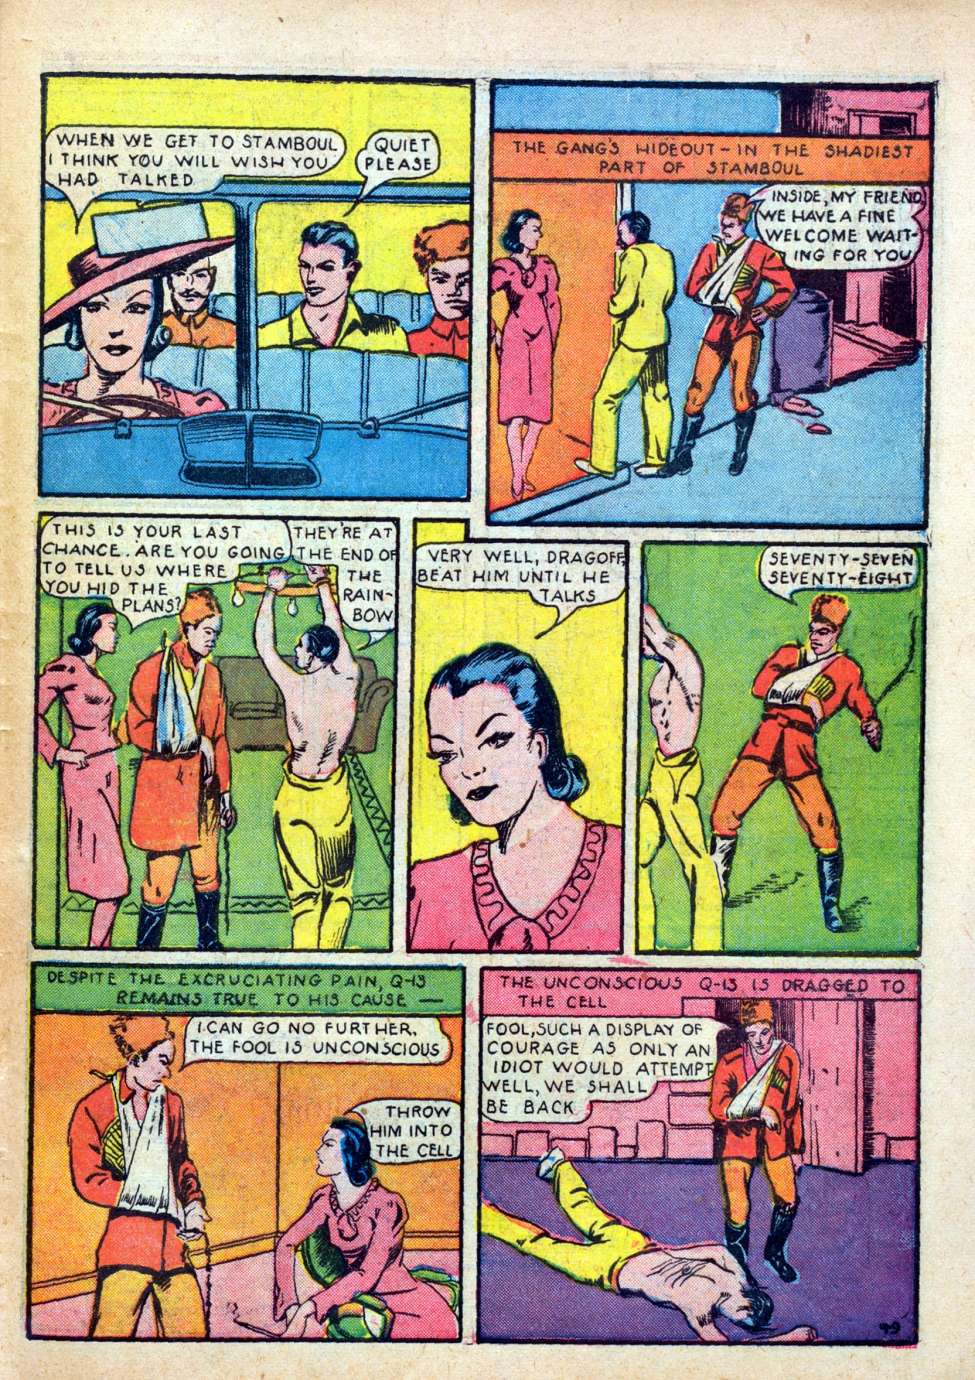 WHEN WE GET TO STAMBOUL
I THINK YOU WILL WISH YOU
HAD TALKED
QUIET
PLEASE
THE GANG'S HIDEOUT - IN THE SHADIEST
PART OF STAMBOUL
INSIDE, MY FRIEND,
WE HAVE A FINE
WELCOME WAIT-
ING FOR YOU
THIS IS YOUR LAST
CHANCE. ARE YOU GOING
TO TELL US WHERE
YOU HID THE
PLANS?
THEY'RE AT
THE END OF
THE
RAIN-
BOW
VERY WELL, DRAGOFF,
BEAT HIM UNTIL HE
TALKS
SEVENTY-SEVEN
SEVENTY-EIGHT
DESPITE THE EXCRUCIATING PAIN, Q-13
REMAINS TRUE TO HIS CAUSE —
I CAN GO NO FURTHER.
THE FOOL IS UNCONSCIOUS
THROW
HIM INTO
THE CELL
THE UNCONSCIOUS Q-13 IS DRAGGED TO
THE CELL
FOOL, SUCH A DISPLAY OF
COURAGE AS ONLY AN
IDIOT WOULD ATTEMPT
WELL, WE SHALL
BE BACK